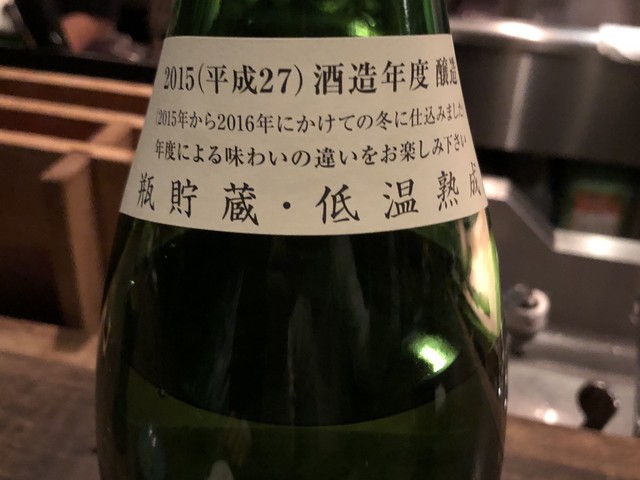 2015(平成27)酒造年度 醸造
(2015年から2016年にかけての冬に仕込みました
年度による味わいの違いをお楽しみ下さい
瓶貯蔵・低温熟成